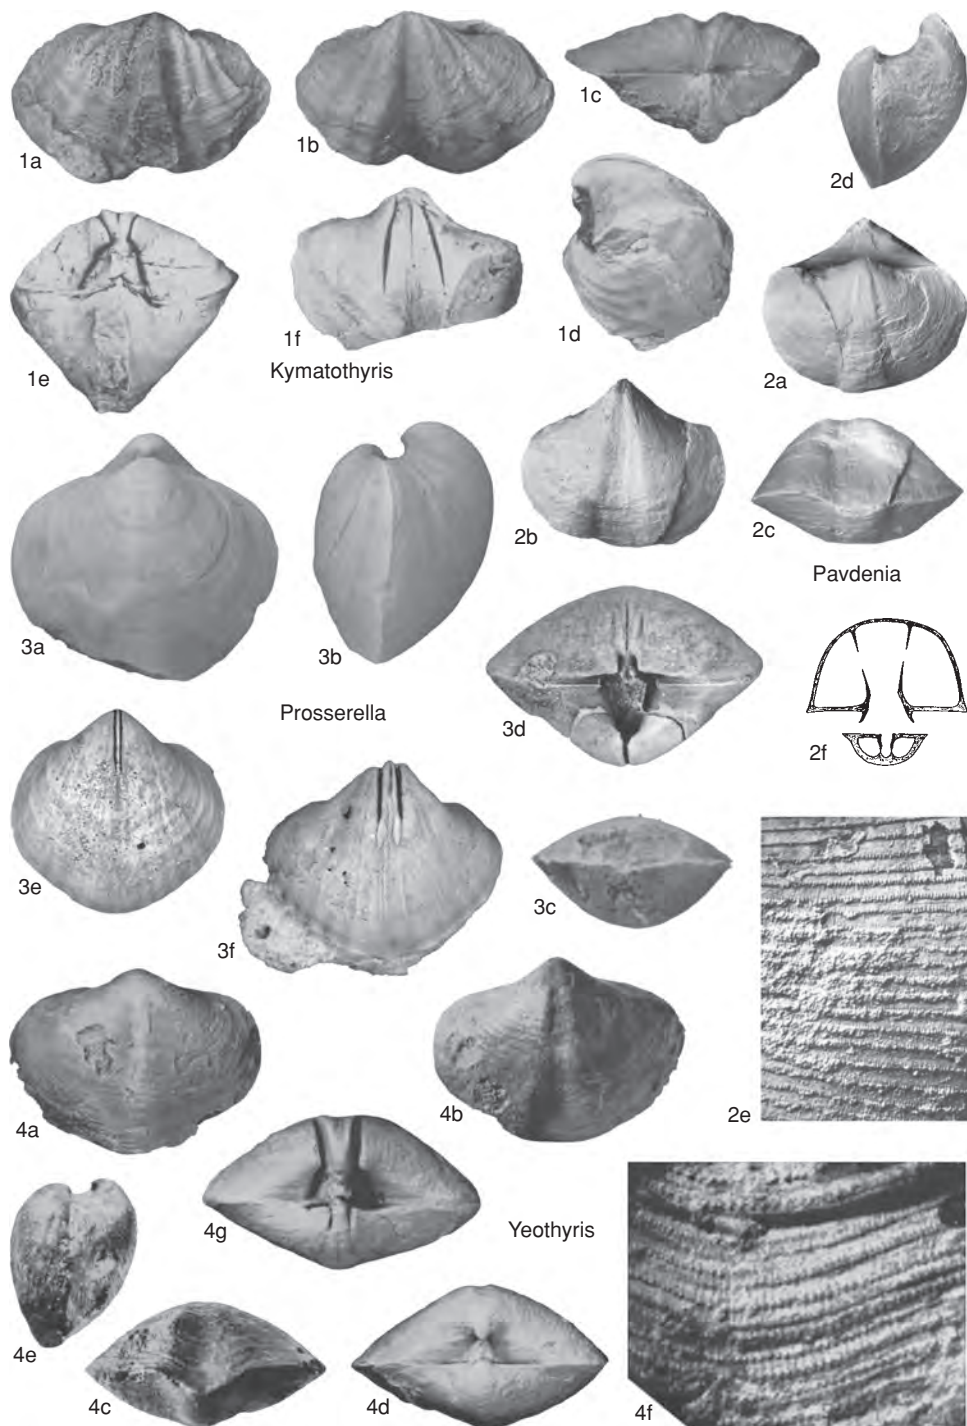 1a
1b
1c
2d
1e
1f
1d
2a
Kymatothyris
2b
2c
Pavdenia
3a
3b
Prosserella
3d
2f
3e
3f
3c
2e
4a
4b
4g
Yeothyris
4e
4c
4d
4f